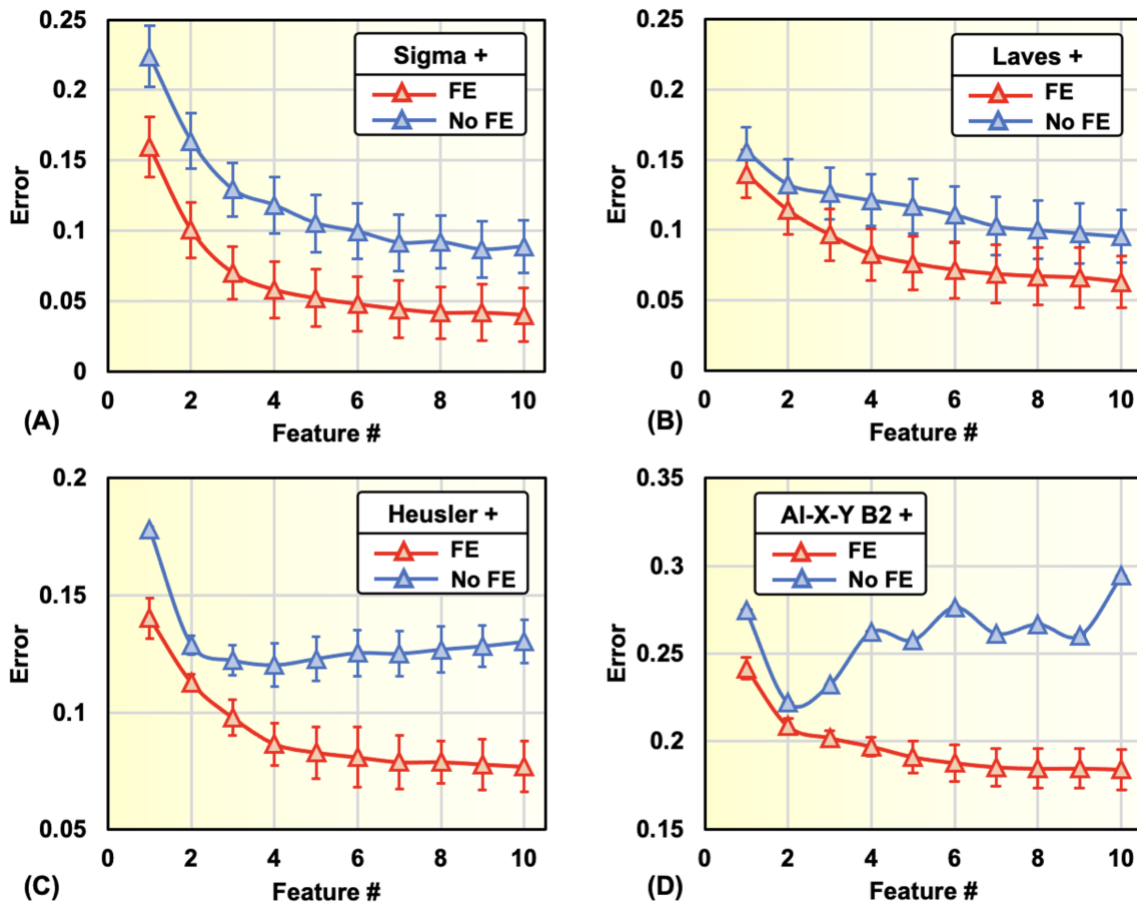 0.25
0.2
0.15
0.1
0.05
0
Error
Sigma +
FE
No FE
0 2 4 6 8 10
Feature #
(A)
0.25
0.2
0.15
0.1
0.05
0
Error
Laves +
FE
No FE
0 2 4 6 8 10
Feature #
(B)
0.2
0.15
0.1
0.05
Error
Heusler +
FE
No FE
0 2 4 6 8 10
Feature #
(C)
0.35
0.3
0.25
0.2
0.15
Error
Al-X-Y B2 +
FE
No FE
0 2 4 6 8 10
Feature #
(D)